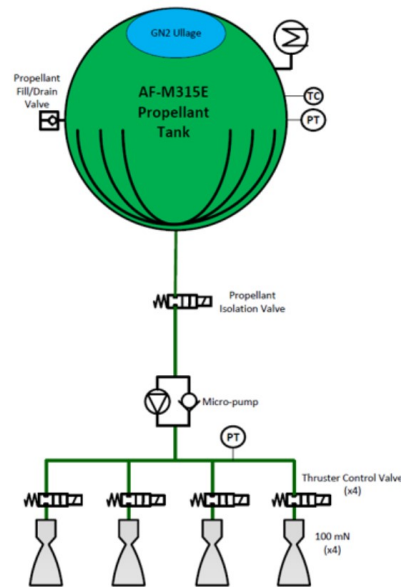 GN2 Ullage
Propellant
Fill/Drain
Valve
AF-M315E
Propellant
Tank
TC
PT
Propellant
Isolation Valve
Micro-pump
PT
Thruster Control Valve
(x4)
100 mN
(x4)